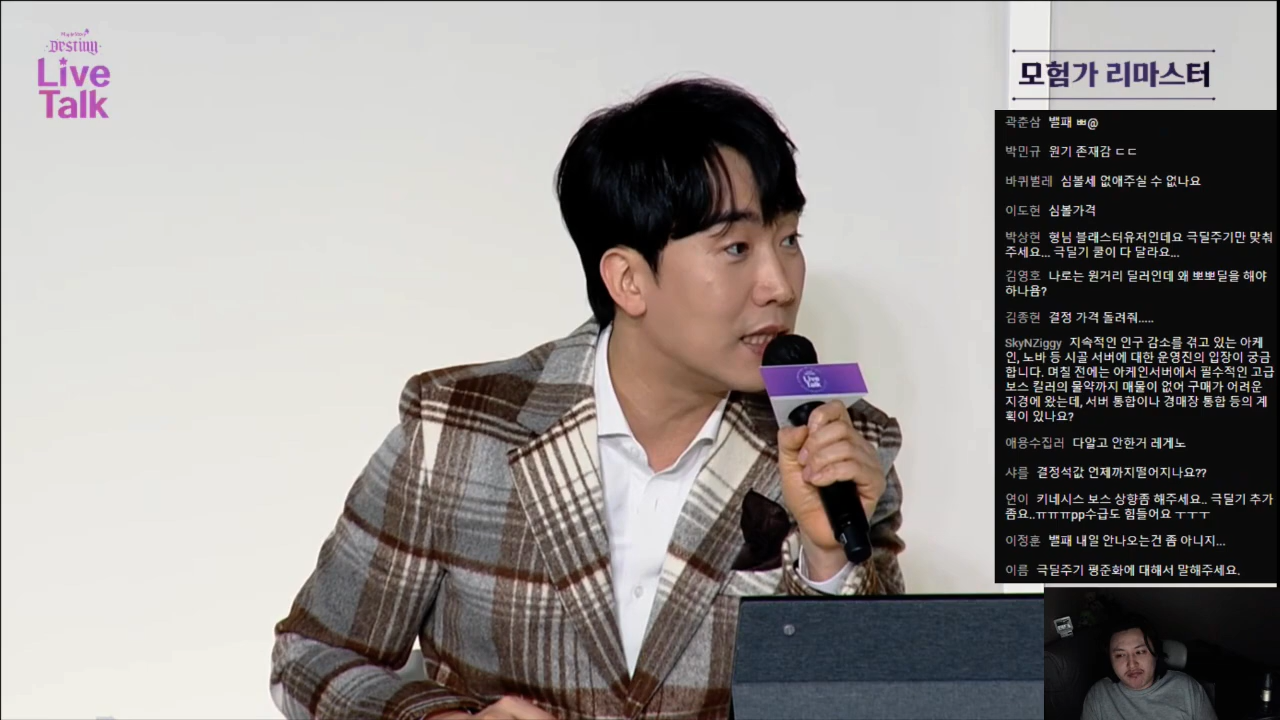 Destiny
Live
Talk
모험가 리마스터
곽춘삼 밸패 ㅃ@
박민규 원기 존재감 ㄷㄷ
바퀴벌레 심볼세 없애주실 수 없나요
이도현 심볼가격
박상현 형님 블래스터유저인데요 극딜주기만 맞춰
주세요... 극딜기 쿨이 다 달라요...
김영호 나로는 원거리 딜러인데 왜 뽀뽀딜을 해야
하나욤?
김종현 결정 가격 돌려줘.....
SkyNZiggy 지속적인 인구 감소를 겪고 있는 아케
인, 노바 등 시골 서버에 대한 운영진의 입장이 궁금
합니다. 며칠 전에는 아케인서버에서 필수적인 고급
보스 킬러의 물약까지 매물이 없어 구매가 어려운
지경에 왔는데, 서버 통합이나 경매장 통합 등의 계
획이 있나요?
애용수집러 다알고 안한거 레게노
샤를 결정석값 언제까지떨어지나요??
연이 키네시스 보스 상향좀 해주세요.. 극딜기 추가
좀요..ㅠㅠㅠpp수급도 힘들어요 ㅜㅜㅜ
이정훈 밸패 내일 안나오는건 좀 아니지...
이름 극딜주기 평준화에 대해서 말해주세요.
Live
Talk